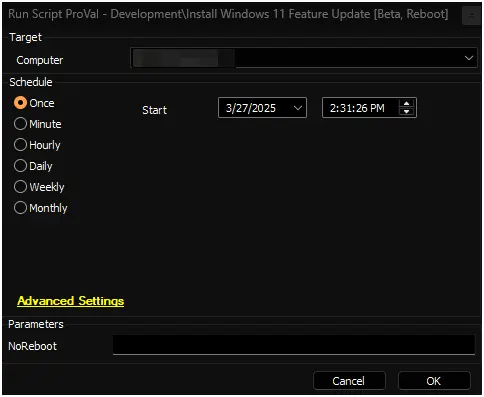 Run Script ProVal - Development\Install Windows 11 Feature Update [Beta, Reboot]
Target
Computer
Schedule
Once
Start 3/27/2025 2:31:26 PM
Minute
Hourly
Daily
Weekly
Monthly
Advanced Settings
Parameters
NoReboot
Cancel OK